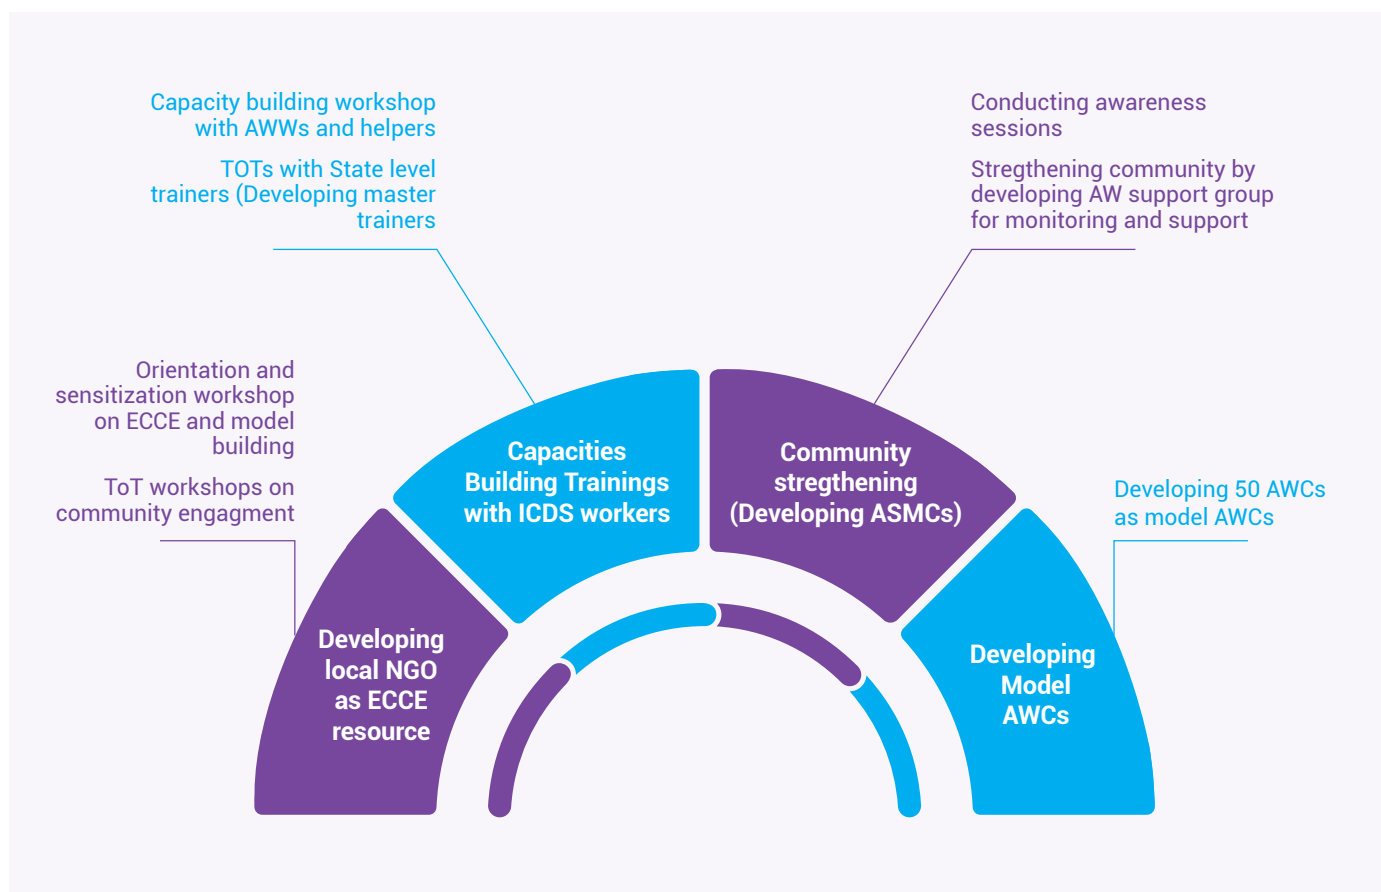 Capacity building workshop
with AWWs and helpers
TOTs with State level
trainers (Developing master
trainers
Conducting awareness
sessions
Stregthening community by
developing AW support group
for monitoring and support
Orientation and
sensitization workshop
on ECCE and model
building
ToT workshops on
community engagment
Developing 50 AWCs
as model AWCs
Developing
local NGO
as ECCE
resource
Capacities
Building Trainings
with ICDS workers
Community
stregthening
(Developing ASMCs)
Developing
Model
AWCs